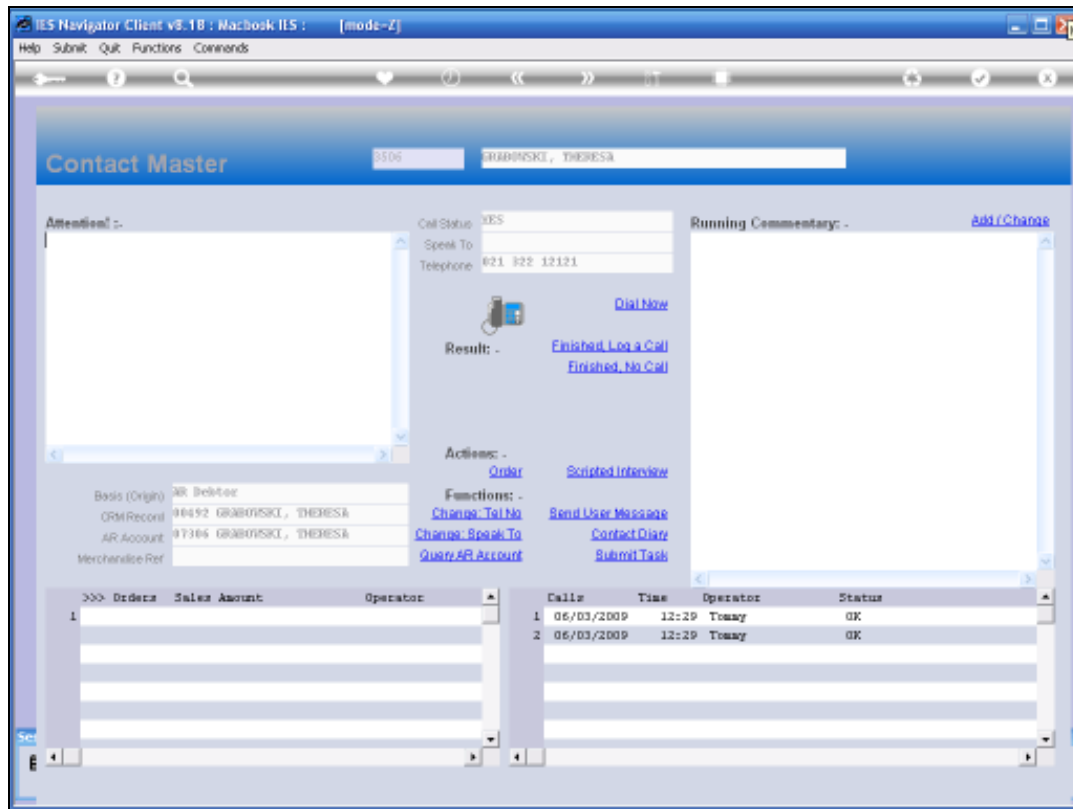 IES Navigator Client v8.18 : Macbook IES : [mode-Z]
Help Submit Quit Functions Commands
Contact Master 3506 GRABOWSKI, THERESA
Attention! :-
Call Status YES
Speak To
Telephone 021 322 12121
Running Commentary: - Add / Change
Dial Now
Result: - Finished, Log a Call
Finished, No Call
Actions: -
Order Scripted Interview
Functions: -
Change: Tel No Send User Message
Change: Speak To Contact Diary
Query AR Account Submit Task
Basis (Origin) AR Debtor
CRM Record 00492 GRABOWSKI, THERESA
AR Account 07306 GRABOWSKI, THERESA
Merchandise Ref
>>> Orders Sales Amount Operator
1
Calls Time Operator Status
1 06/03/2009 12:29 Tommy OK
2 06/03/2009 12:29 Tommy OK